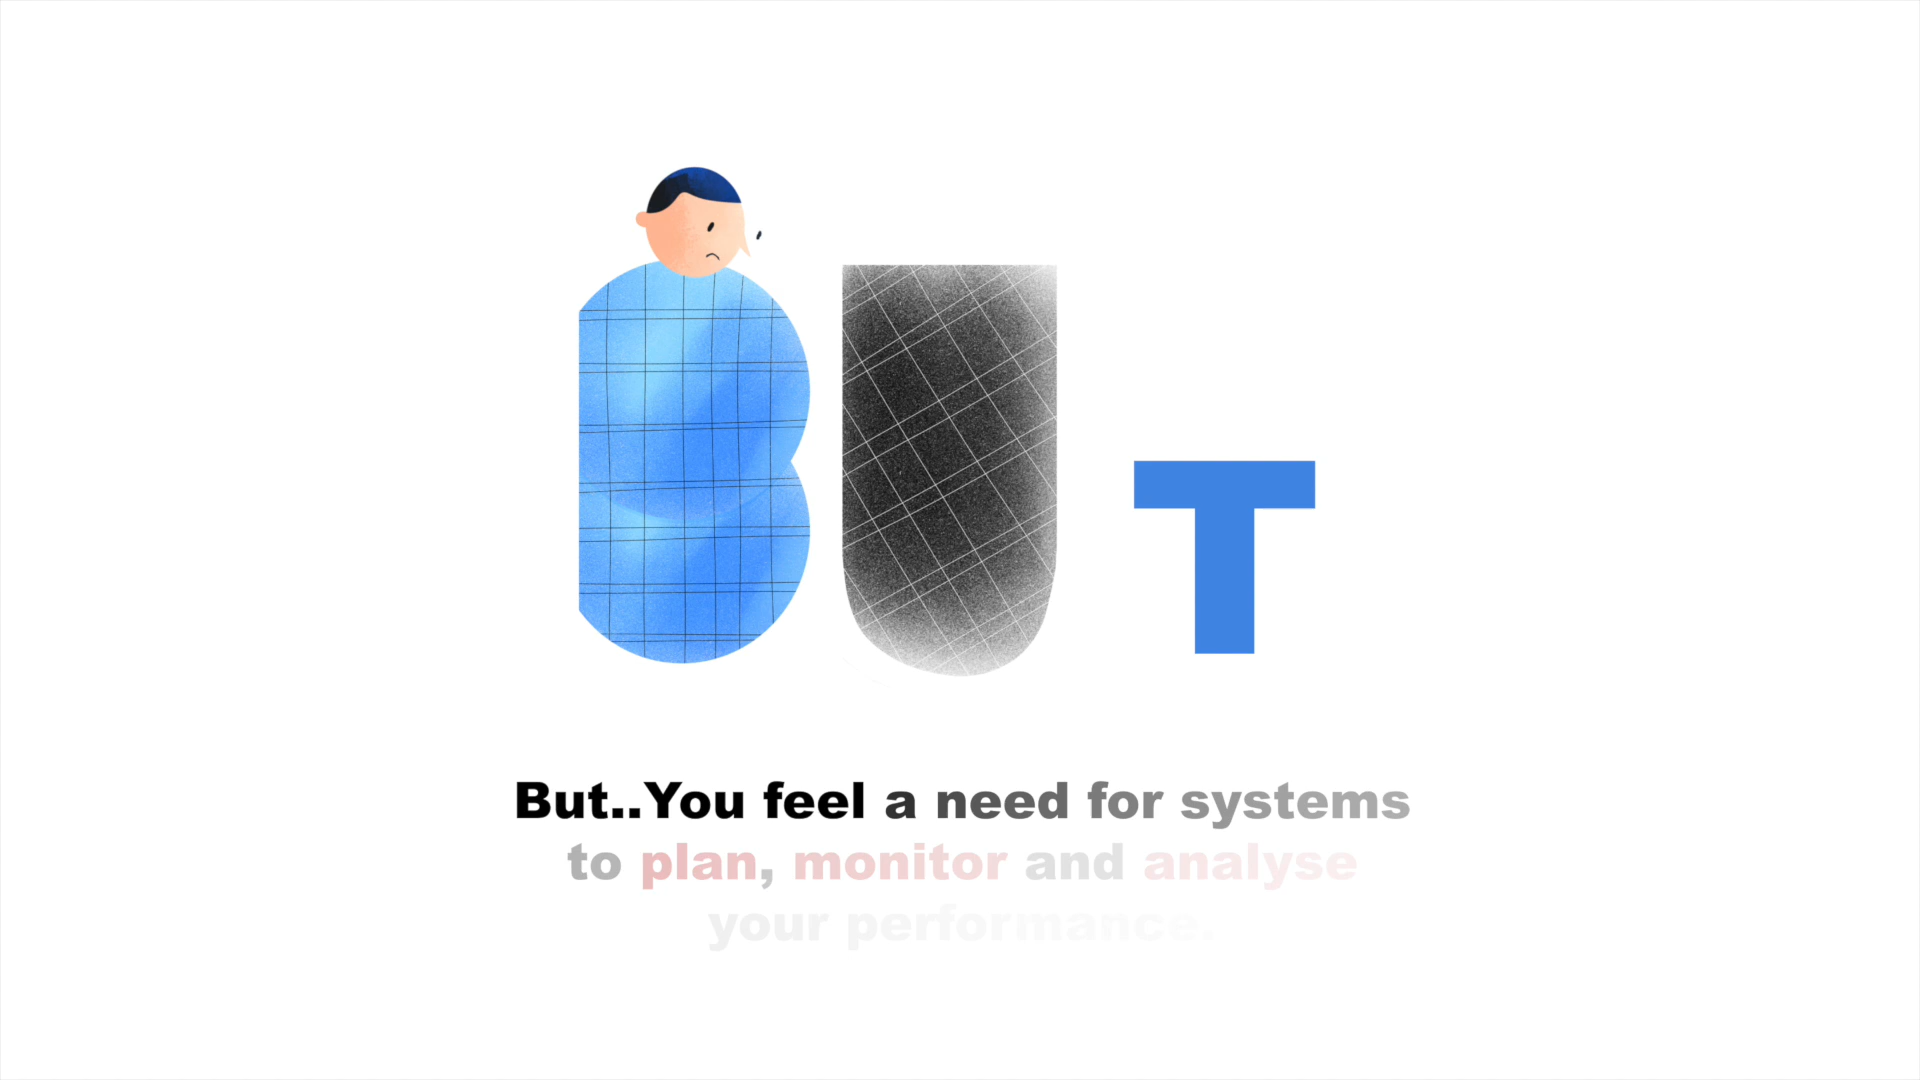 BUT
But..You feel a need for systems
to plan, monitor and analyse
your performance.